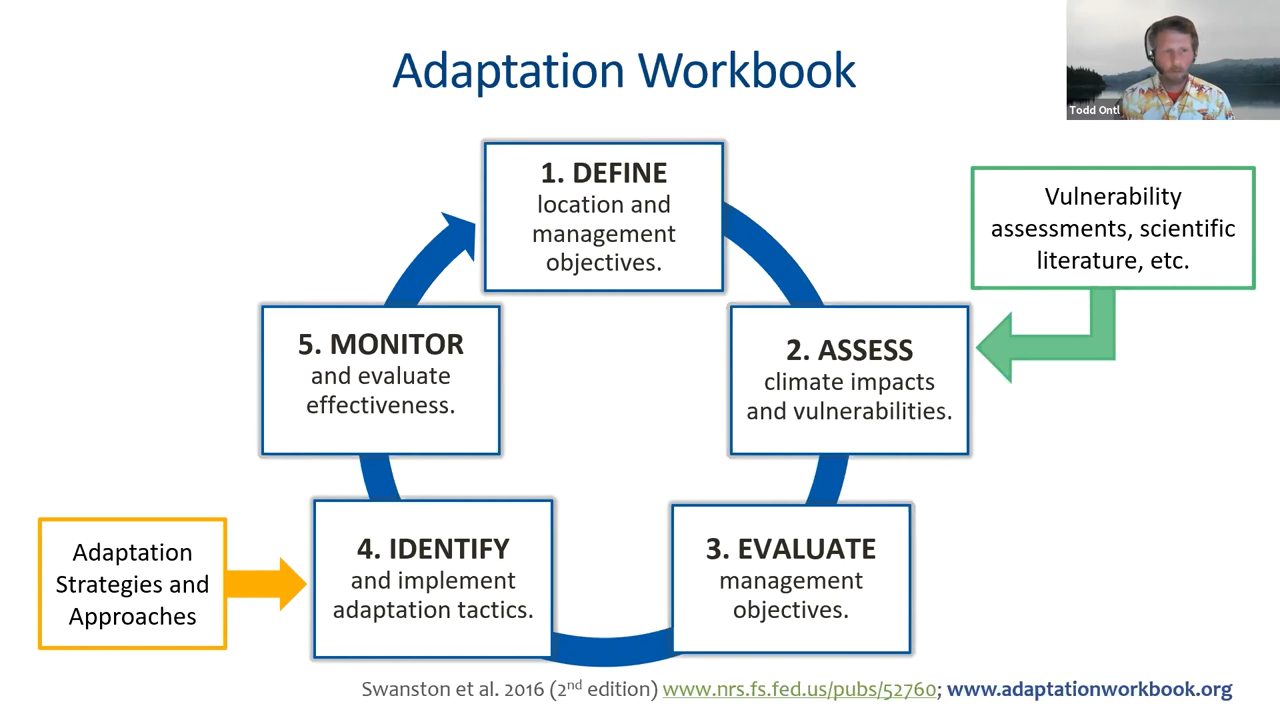 Adaptation Workbook
Todd Ontl
1. DEFINE
location and
management
objectives.
Vulnerability
assessments, scientific
literature, etc.
5. MONITOR
and evaluate
effectiveness.
2. ASSESS
climate impacts
and vulnerabilities.
Adaptation
Strategies and
Approaches
4. IDENTIFY
and implement
adaptation tactics.
3. EVALUATE
management
objectives.
Swanston et al. 2016 (2nd edition) www.nrs.fs.fed.us/pubs/52760; www.adaptationworkbook.org